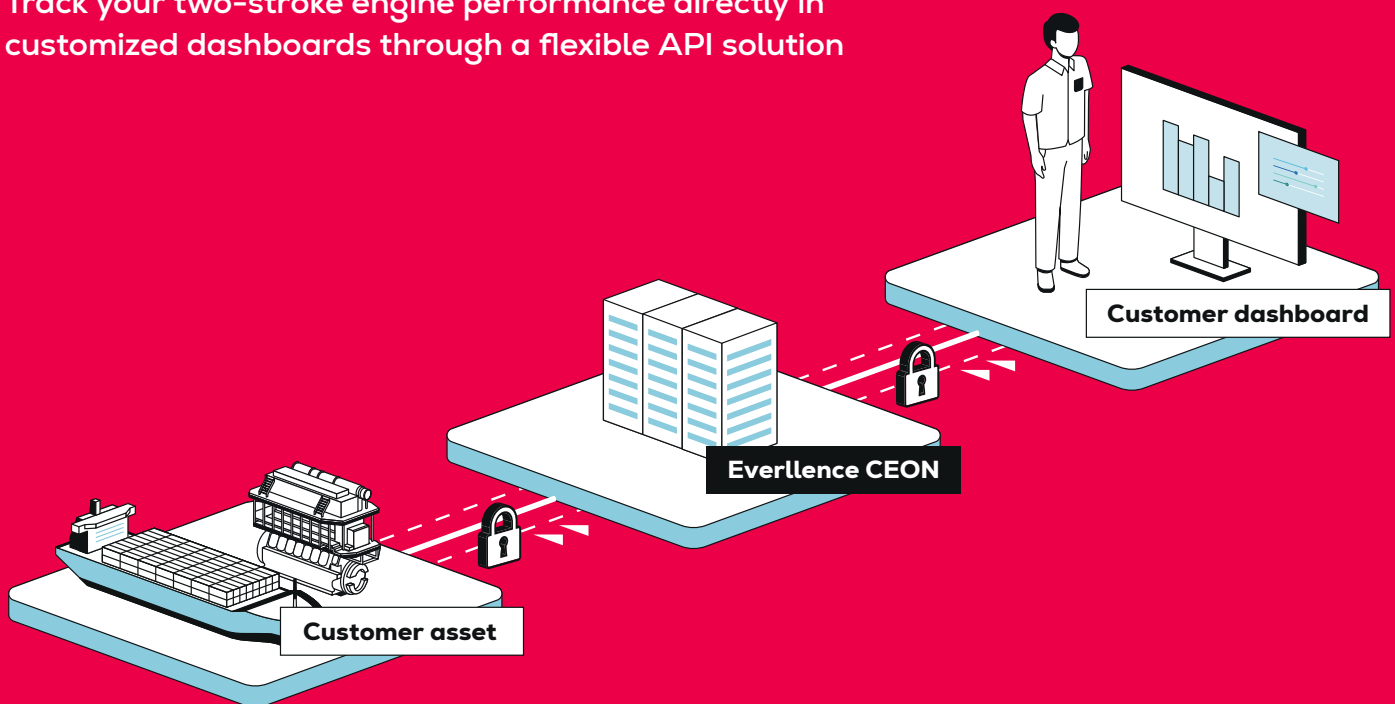 Track your two-stroke engine performance directly in
customized dashboards through a flexible API solution
Customer dashboard
Everllence CEON
Customer asset